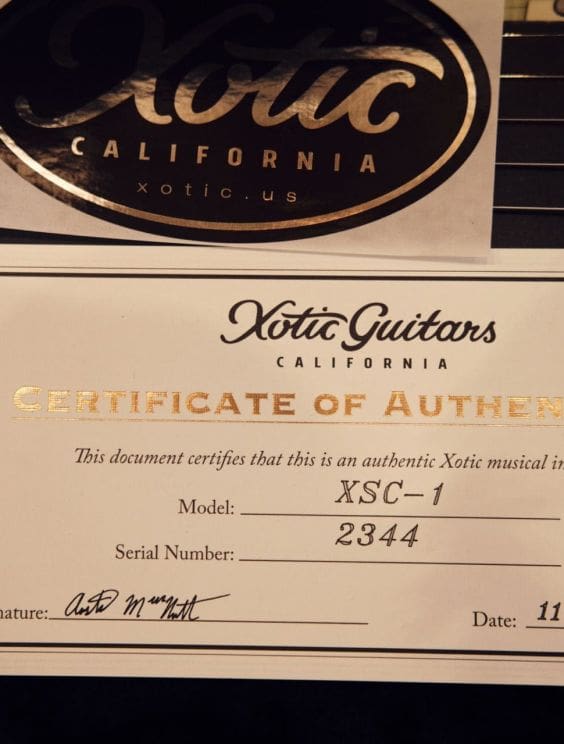 Xotic
CALIFORNIA
xotic.us
Xotic Guitars
CALIFORNIA
CERTIFICATE OF AUTHEN
This document certifies that this is an authentic Xotic musical in
Model: XSC-1
Serial Number: 2344
nature:
Date: 11